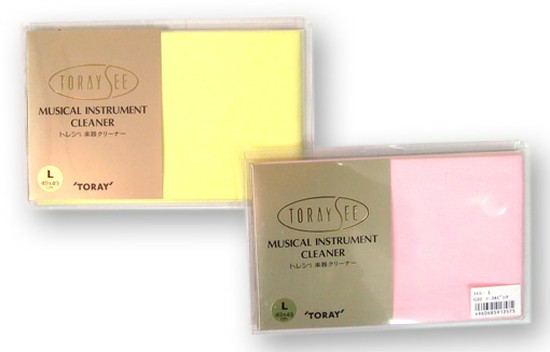 TORAYSEE
MUSICAL INSTRUMENT
CLEANER
トレシー 楽器クリーナー
L
"TORAY"
TORAYSEE
MUSICAL INSTRUMENT
CLEANER
トレシー 楽器クリーナー
L
"TORAY"
4960685912575